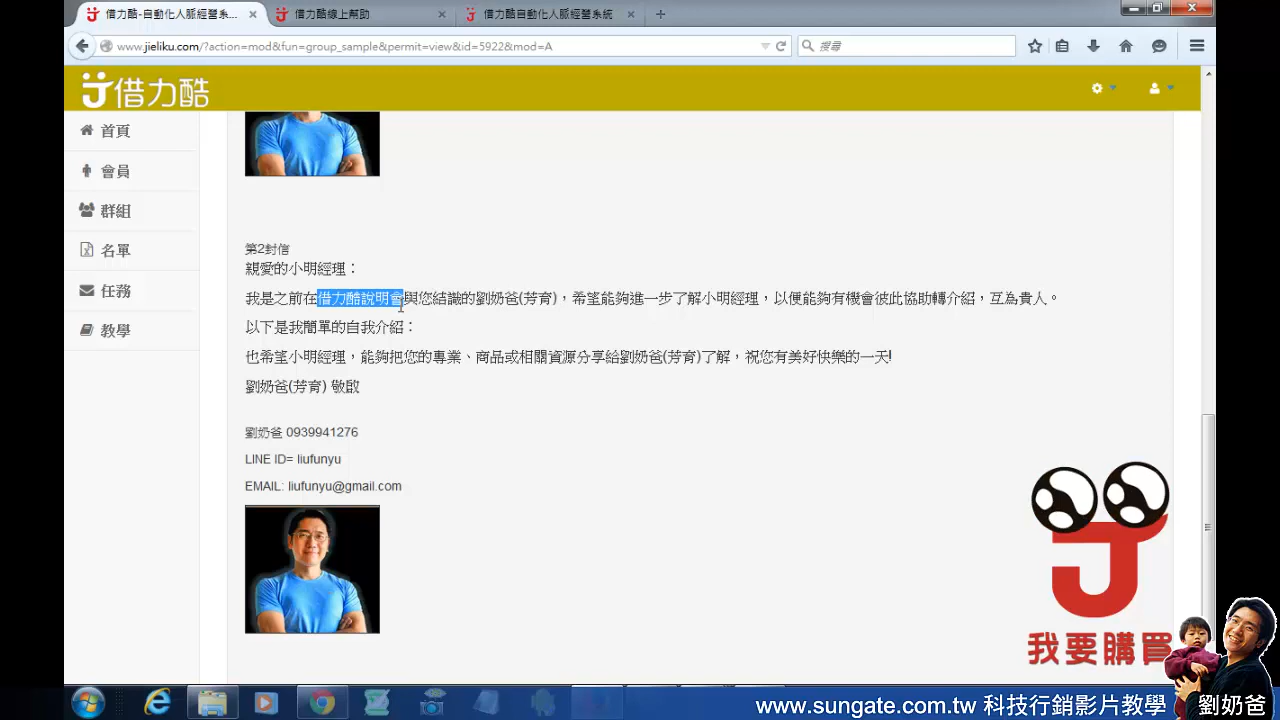 借力酷-自動化人脈經營系...
借力酷線上幫助
借力酷自動化人脈經營系統
www.jieliku.com/?action=mod&fun=group_sample&permit=view&id=5922&mod=A
搜尋
借力酷
首頁
會員
群組
名單
任務
教學
第2封信
親愛的小明經理：
我是之前在借力酷說明會與您結識的劉奶爸(芳育)，希望能夠進一步了解小明經理，以便能夠有機會彼此協助轉介紹，互為貴人。
以下是我簡單的自我介紹：
也希望小明經理，能夠把您的專業、商品或相關資源分享給劉奶爸(芳育)了解，祝您有美好快樂的一天!
劉奶爸(芳育) 敬啟
劉奶爸 0939941276
LINE ID= liufunyu
EMAIL: liufunyu@gmail.com
我要購買
www.sungate.com.tw 科技行銷影片教學
劉奶爸